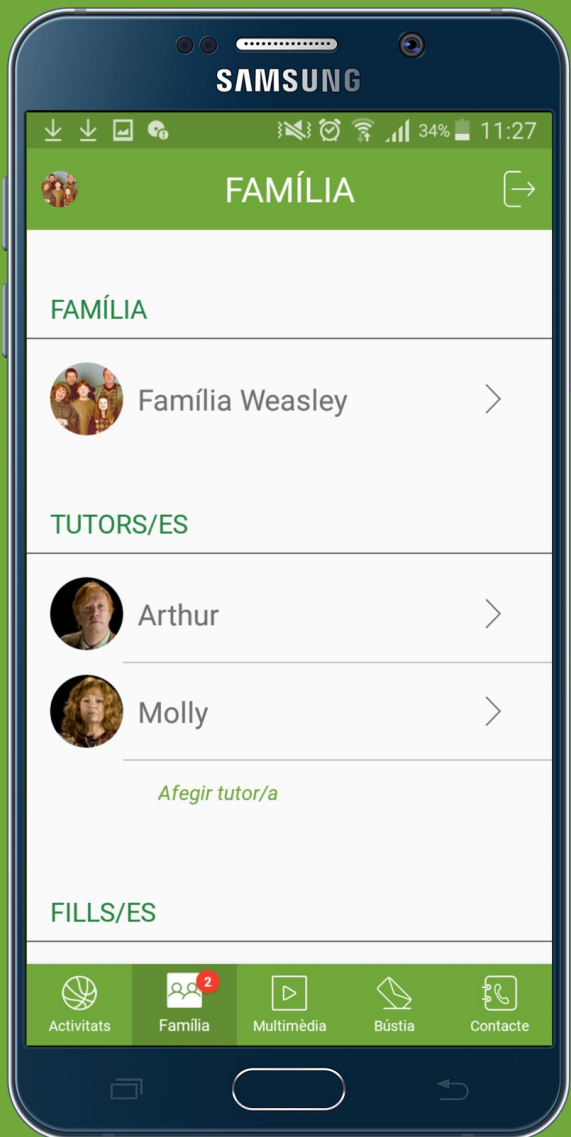 SAMSUNG
34% 11:27
FAMÍLIA
FAMÍLIA
Família Weasley
TUTORS/ES
Arthur
Molly
Afegir tutor/a
FILLS/ES
2
Activitats Família Multimèdia Bústia Contacte